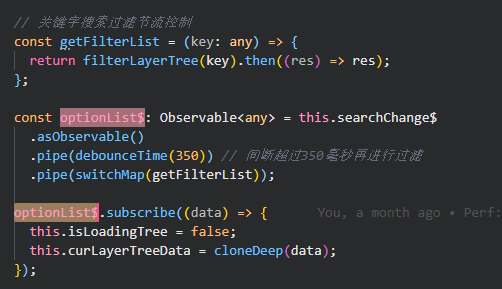 // 关键字搜索过滤节流控制
const getFilterList = (key: any) => {
return filterLayerTree(key).then((res) => res);
};
const optionList$: Observable<any> = this.searchChange$
.asObservable()
.pipe(debounceTime(350)) // 间断超过350毫秒再进行过滤
.pipe(switchMap(getFilterList));
optionList$.subscribe((data) => { You, a month ago • Perf:
this.isLoadingTree = false;
this.curLayerTreeData = cloneDeep(data);
});